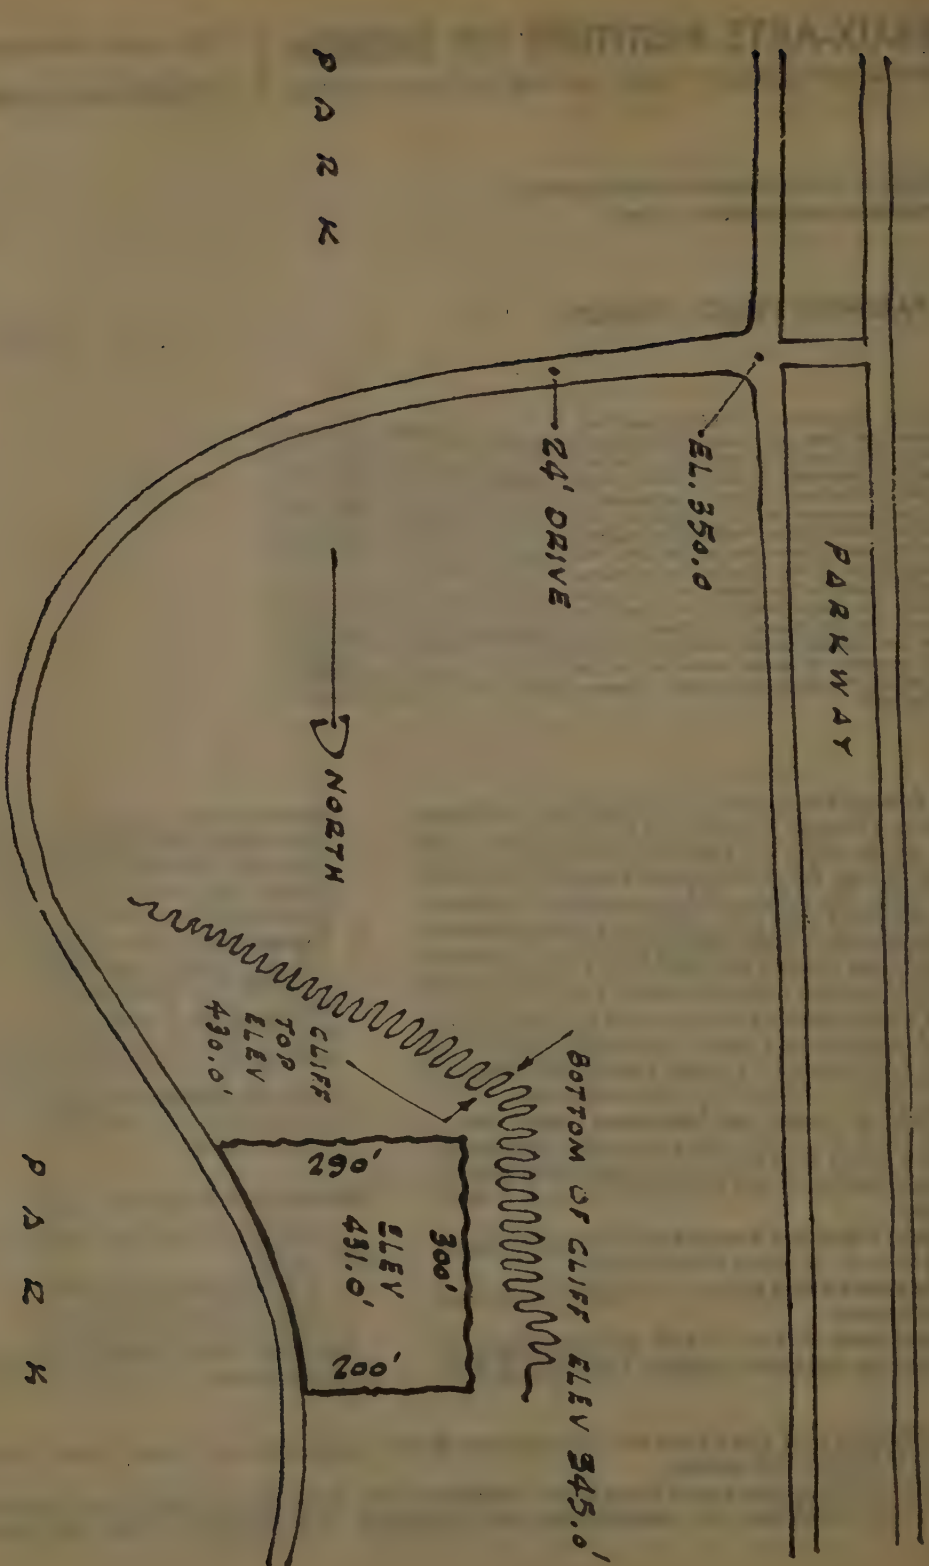 PARKWAY
EL. 350.0
BOTTOM OF CLIFF ELEV 345.0'
24' DRIVE
PARK
NORTH
CLIFF
TOP
ELEV
430.0'
300'
ELEV
431.0'
290'
200'
PARK